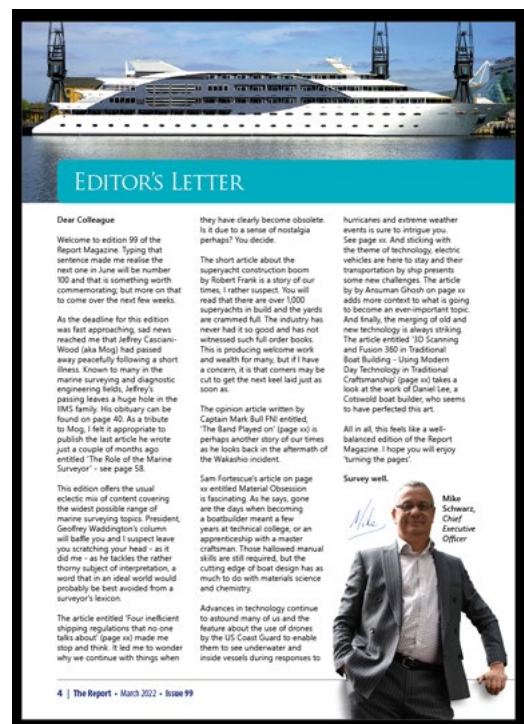 EDITOR'S LETTER
Dear Colleague
Welcome to edition 99 of the
Report Magazine. Typing that
sentence made me realise the
next one in June will be number
100 and that is something worth
commemorating; but more on that
to come over the next few weeks.
As the deadline for this edition
was fast approaching, sad news
reached me that Jeffrey Casciani-
Wood (aka Mog) had passed
away peacefully following a short
illness. Known to many in the
marine surveying and diagnostic
engineering fields, Jeffrey's
passing leaves a huge hole in the
IIMS family. His obituary can be
found on page 40. As a tribute
to Mog, I felt it appropriate to
publish the last article he wrote
just a couple of months ago
entitled 'The Role of the Marine
Surveyor' - see page 58.
This edition offers the usual
eclectic mix of content covering
the widest possible range of
marine surveying topics. President,
Geoffrey Waddington's column
will baffle you and I suspect leave
you scratching your head - as it
did me - as he tackles the rather
thorny subject of interpretation, a
word that in an ideal world would
probably be best avoided from a
surveyor's lexicon.
The article entitled 'Four inefficient
shipping regulations that no one
talks about' (page xx) made me
stop and think. It led me to wonder
why we continue with things when
they have clearly become obsolete.
Is it due to a sense of nostalgia
perhaps? You decide.
The short article about the
superyacht construction boom
by Robert Frank is a story of our
times, I rather suspect. You will
read that there are over 1,000
superyachts in build and the yards
are crammed full. The industry has
never had it so good and has not
witnessed such full order books.
This is producing welcome work
and wealth for many, but if I have
a concern, it is that corners may be
cut to get the next keel laid just as
soon as.
The opinion article written by
Captain Mark Bull FNI entitled,
'The Band Played on' (page xx) is
perhaps another story of our times
as he looks back in the aftermath of
the Wakashio incident.
Sam Fortescue's article on page
xx entitled Material Obsession
is fascinating. As he says, gone
are the days when becoming
a boatbuilder meant a few
years at technical college, or an
apprenticeship with a master
craftsman. Those hallowed manual
skills are still required, but the
cutting edge of boat design has as
much to do with materials science
and chemistry.
Advances in technology continue
to astound many of us and the
feature about the use of drones
by the US Coast Guard to enable
them to see underwater and
inside vessels during responses to
hurricanes and extreme weather
events is sure to intrigue you.
See page xx. And sticking with
the theme of technology, electric
vehicles are here to stay and their
transportation by ship presents
some new challenges. The article
by by Ansuman Ghosh on page xx
adds more context to what is going
to become an ever-important topic.
And finally, the merging of old and
new technology is always striking.
The article entitled '3D Scanning
and Fusion 360 in Traditional
Boat Building - Using Modern
Day Technology in Traditional
Craftsmanship' (page xx) takes a
look at the work of Daniel Lee, a
Cotswold boat builder, who seems
to have perfected this art.
All in all, this feels like a well-
balanced edition of the Report
Magazine. I hope you will enjoy
'turning the pages'.
Survey well.
Mike
Mike
Schwarz,
Chief
Executive
Officer
4 | The Report • March 2022 • Issue 99